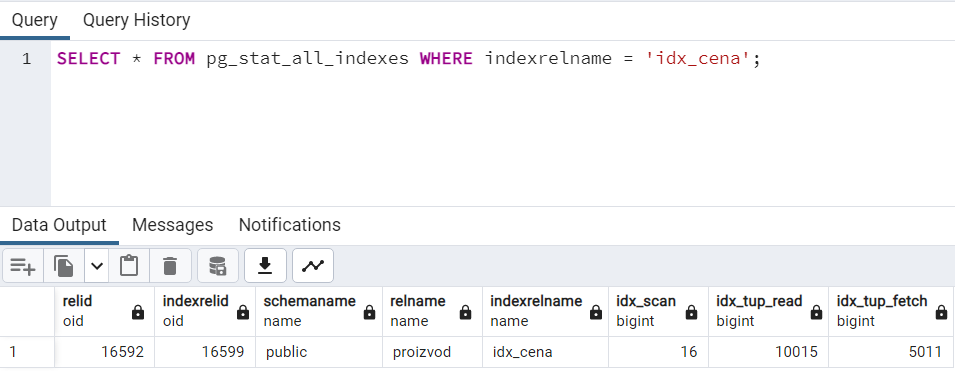 Query Query History
1 SELECT * FROM pg_stat_all_indexes WHERE indexrelname = 'idx_cena';
Data Output Messages Notifications
relid indexrelid schemaname relname indexrelname idx_scan idx_tup_read idx_tup_fetch
oid oid name name name bigint bigint bigint
1 16592 16599 public proizvod idx_cena 16 10015 5011